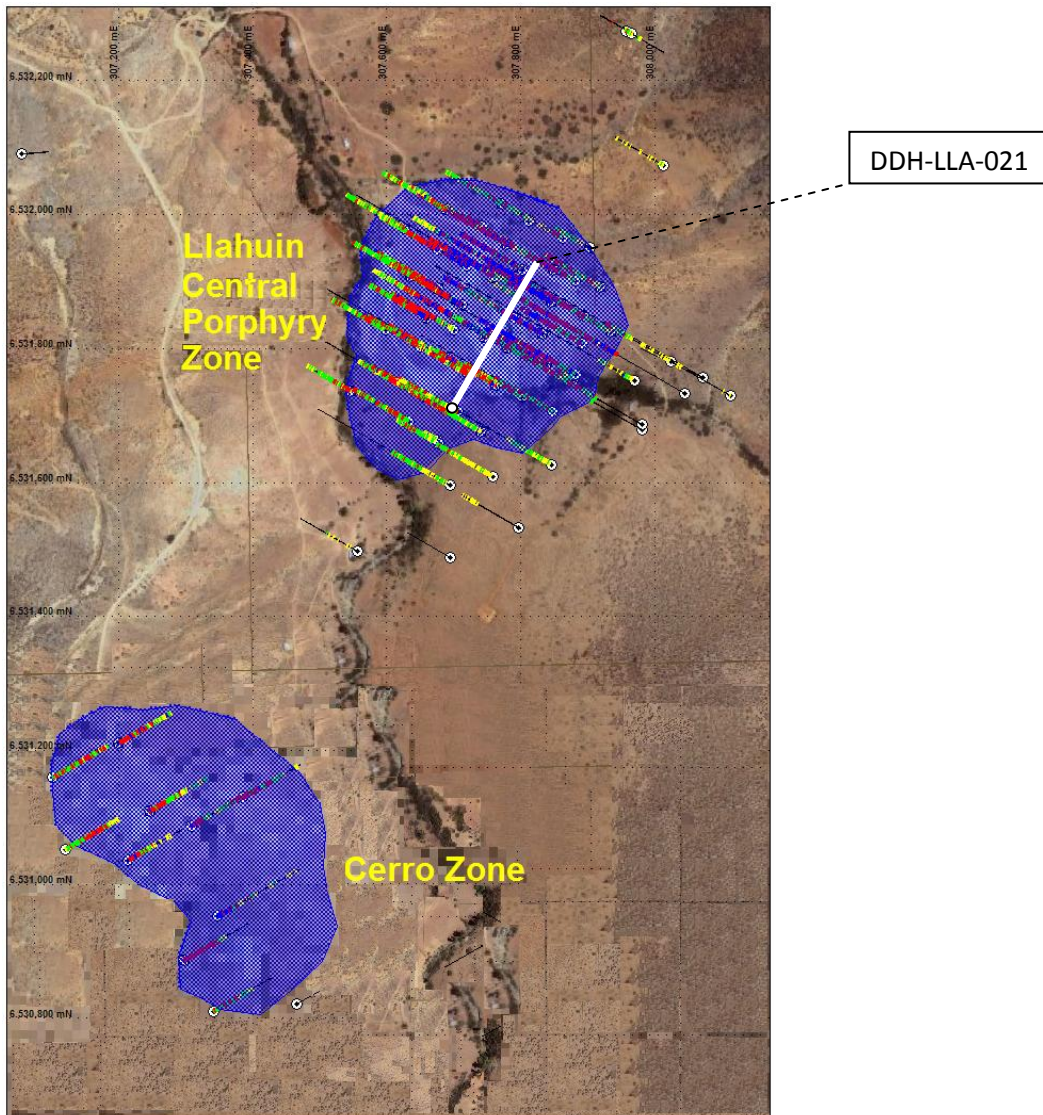 307,200 mE
307,400 mE
307,600 mE
307,800 mE
308,000 mE
6,532,200 mN
DDH-LLA-021
6,532,000 mN
Llahuin
Central
Porphyry
Zone
6,531,800 mN
6,531,600 mN
6,531,400 mN
6,531,200 mN
Cerro Zone
6,531,000 mN
6,530,800 mN